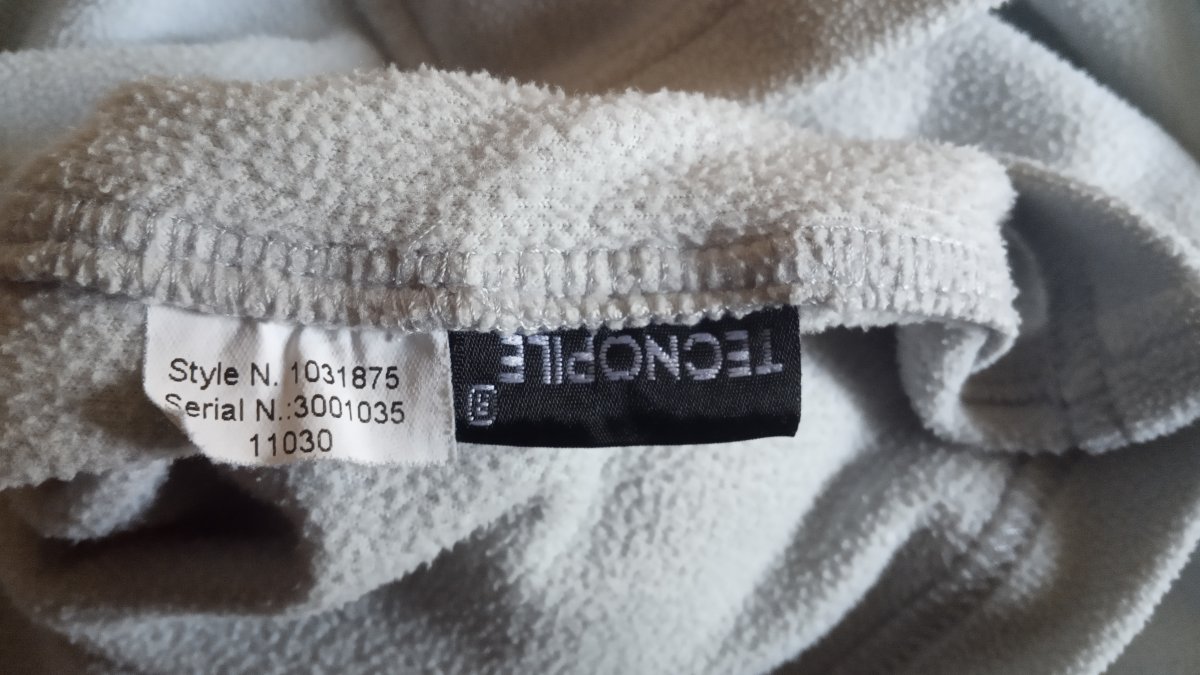 Style N. 1031875
Serial N.:3001035
11030
TECNOPILE